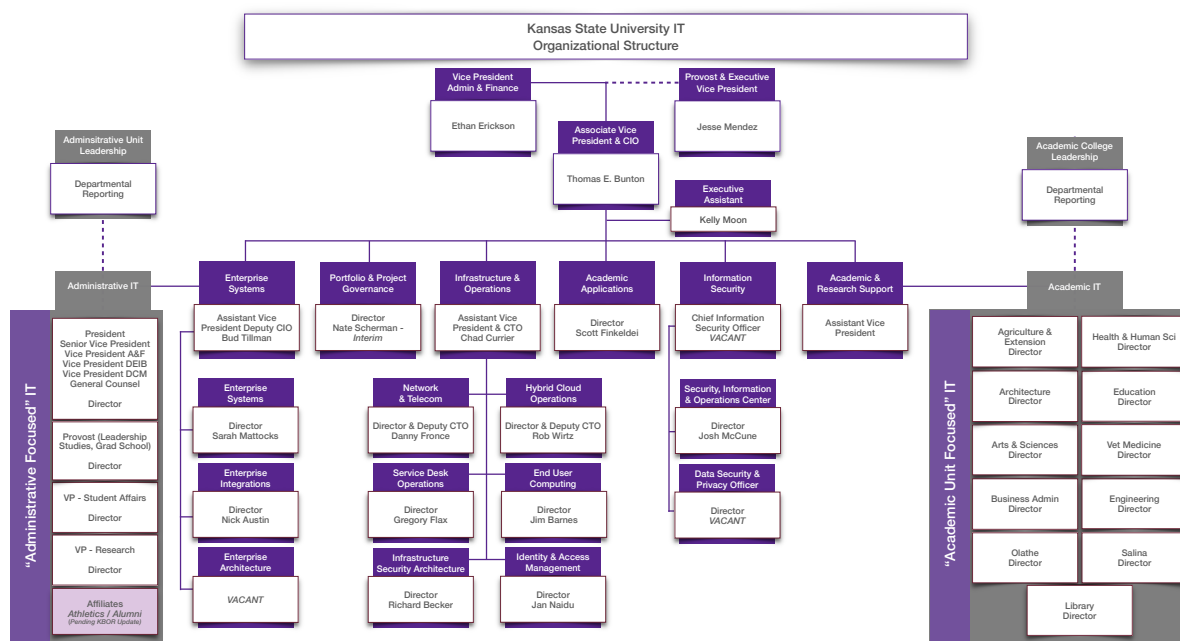 Kansas State University IT
Organizational Structure
Vice President
Admin & Finance
Ethan Erickson
Provost & Executive
Vice President
Jesse Mendez
Associate Vice
President & CIO
Thomas E. Bunton
Executive
Assistant
Kelly Moon
Adminsitrative Unit
Leadership
Departmental
Reporting
Academic College
Leadership
Departmental
Reporting
Administrative IT
"Administrative Focused" IT
President
Senior Vice President
Vice President A&F
Vice President DEIB
Vice President DCM
General Counsel
Director
Provost (Leadership
Studies, Grad School)
Director
VP - Student Affairs
Director
VP - Research
Director
Affiliates
Athletics / Alumni
(Pending KBOR Update)
Enterprise
Systems
Assistant Vice
President Deputy CIO
Bud Tillman
Enterprise
Systems
Director
Sarah Mattocks
Enterprise
Integrations
Director
Nick Austin
Enterprise
Architecture
VACANT
Portfolio & Project
Governance
Director
Nate Scherman -
Interim
Infrastructure &
Operations
Assistant Vice
President & CTO
Chad Currier
Network
& Telecom
Director & Deputy CTO
Danny Fronce
Hybrid Cloud
Operations
Director & Deputy CTO
Rob Wirtz
Service Desk
Operations
Director
Gregory Flax
End User
Computing
Director
Jim Barnes
Infrastructure
Security Architecture
Director
Richard Becker
Identity & Access
Management
Director
Jan Naidu
Academic
Applications
Director
Scott Finkeldei
Information
Security
Chief Information
Security Officer
VACANT
Security, Information
& Operations Center
Director
Josh McCune
Data Security &
Privacy Officer
Director
VACANT
Academic &
Research Support
Assistant Vice
President
Academic IT
"Academic Unit Focused" IT
Agriculture &
Extension
Director
Health & Human Sci
Director
Architecture
Director
Education
Director
Arts & Sciences
Director
Vet Medicine
Director
Business Admin
Director
Engineering
Director
Olathe
Director
Salina
Director
Library
Director